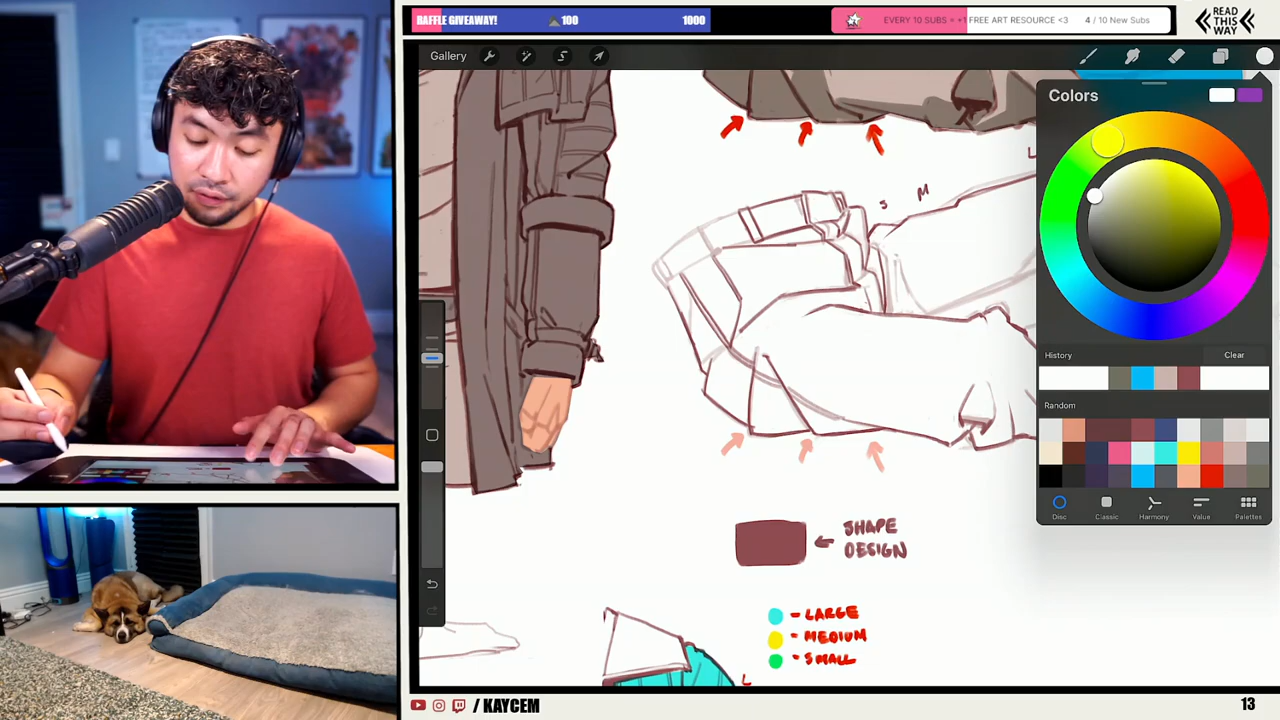 RAFFLE GIVEAWAY!
100
1000
EVERY 10 SUBS = +1 FREE ART RESOURCE <3
4 / 10 New Subs
READ
THIS
WAY
Gallery
Colors
S
M
L
History
Clear
Random
Disc
Classic
Harmony
Value
Palettes
SHAPE
DESIGN
- LARGE
- MEDIUM
- SMALL
L
/ KAYCEM
13